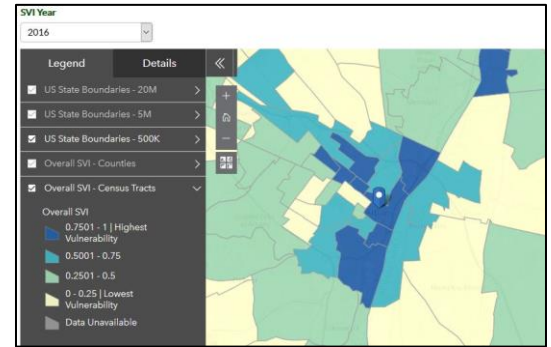 SVI Year
2016
Legend
Details
US State Boundaries - 20M
US State Boundaries - 5M
US State Boundaries - 500K
Overall SVI - Counties
Overall SVI - Census Tracts
Overall SVI
0.7501 - 1 | Highest
Vulnerability
0.5001 - 0.75
0.2501 - 0.5
0 - 0.25 | Lowest
Vulnerability
Data Unavailable